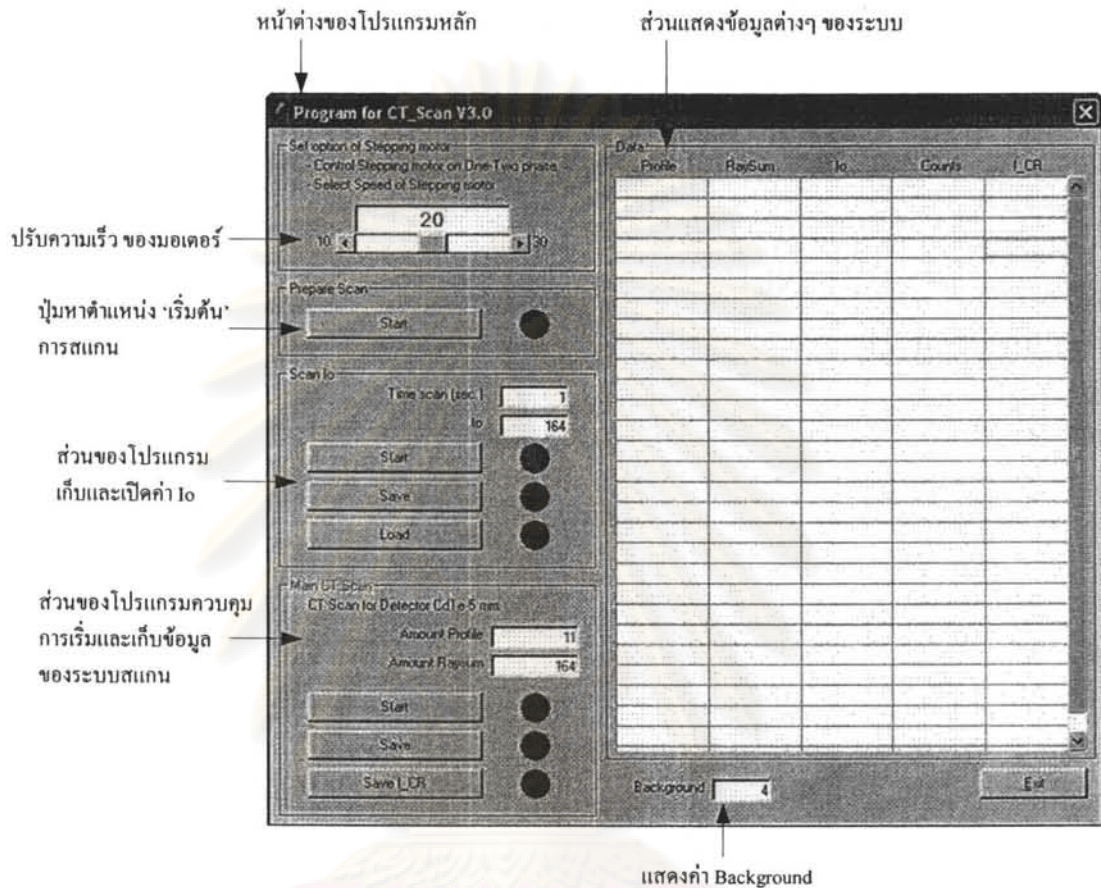 หน้าต่างของโปรแกรมหลัก
ส่วนแสดงข้อมูลต่างๆ ของระบบ
Program for CT_Scan V3.0
Set option of Stepping motor
- Control Stepping motor on One-Two phase
- Select Speed of Stepping motor
20
10
30
ปรับความเร็ว ของมอเตอร์
Prepare Scan
Start
ปุ่มหาตำแหน่ง ‘เริ่มต้น’
การสแกน
Scan Io
Time scan (sec.) 1
Io 164
Start
Save
Load
ส่วนของโปรแกรม
เก็บและเปิดค่า Io
Main CT Scan
CT Scan for Detector CdTe 5 mm
Amount Profile 11
Amount Raysum 164
Start
Save
Save I_CR
ส่วนของโปรแกรมควบคุม
การเริ่มและเก็บข้อมูล
ของระบบสแกน
Data
Profile RaySum Io Counts I_CR
Background 4
Exit
แสดงค่า Background